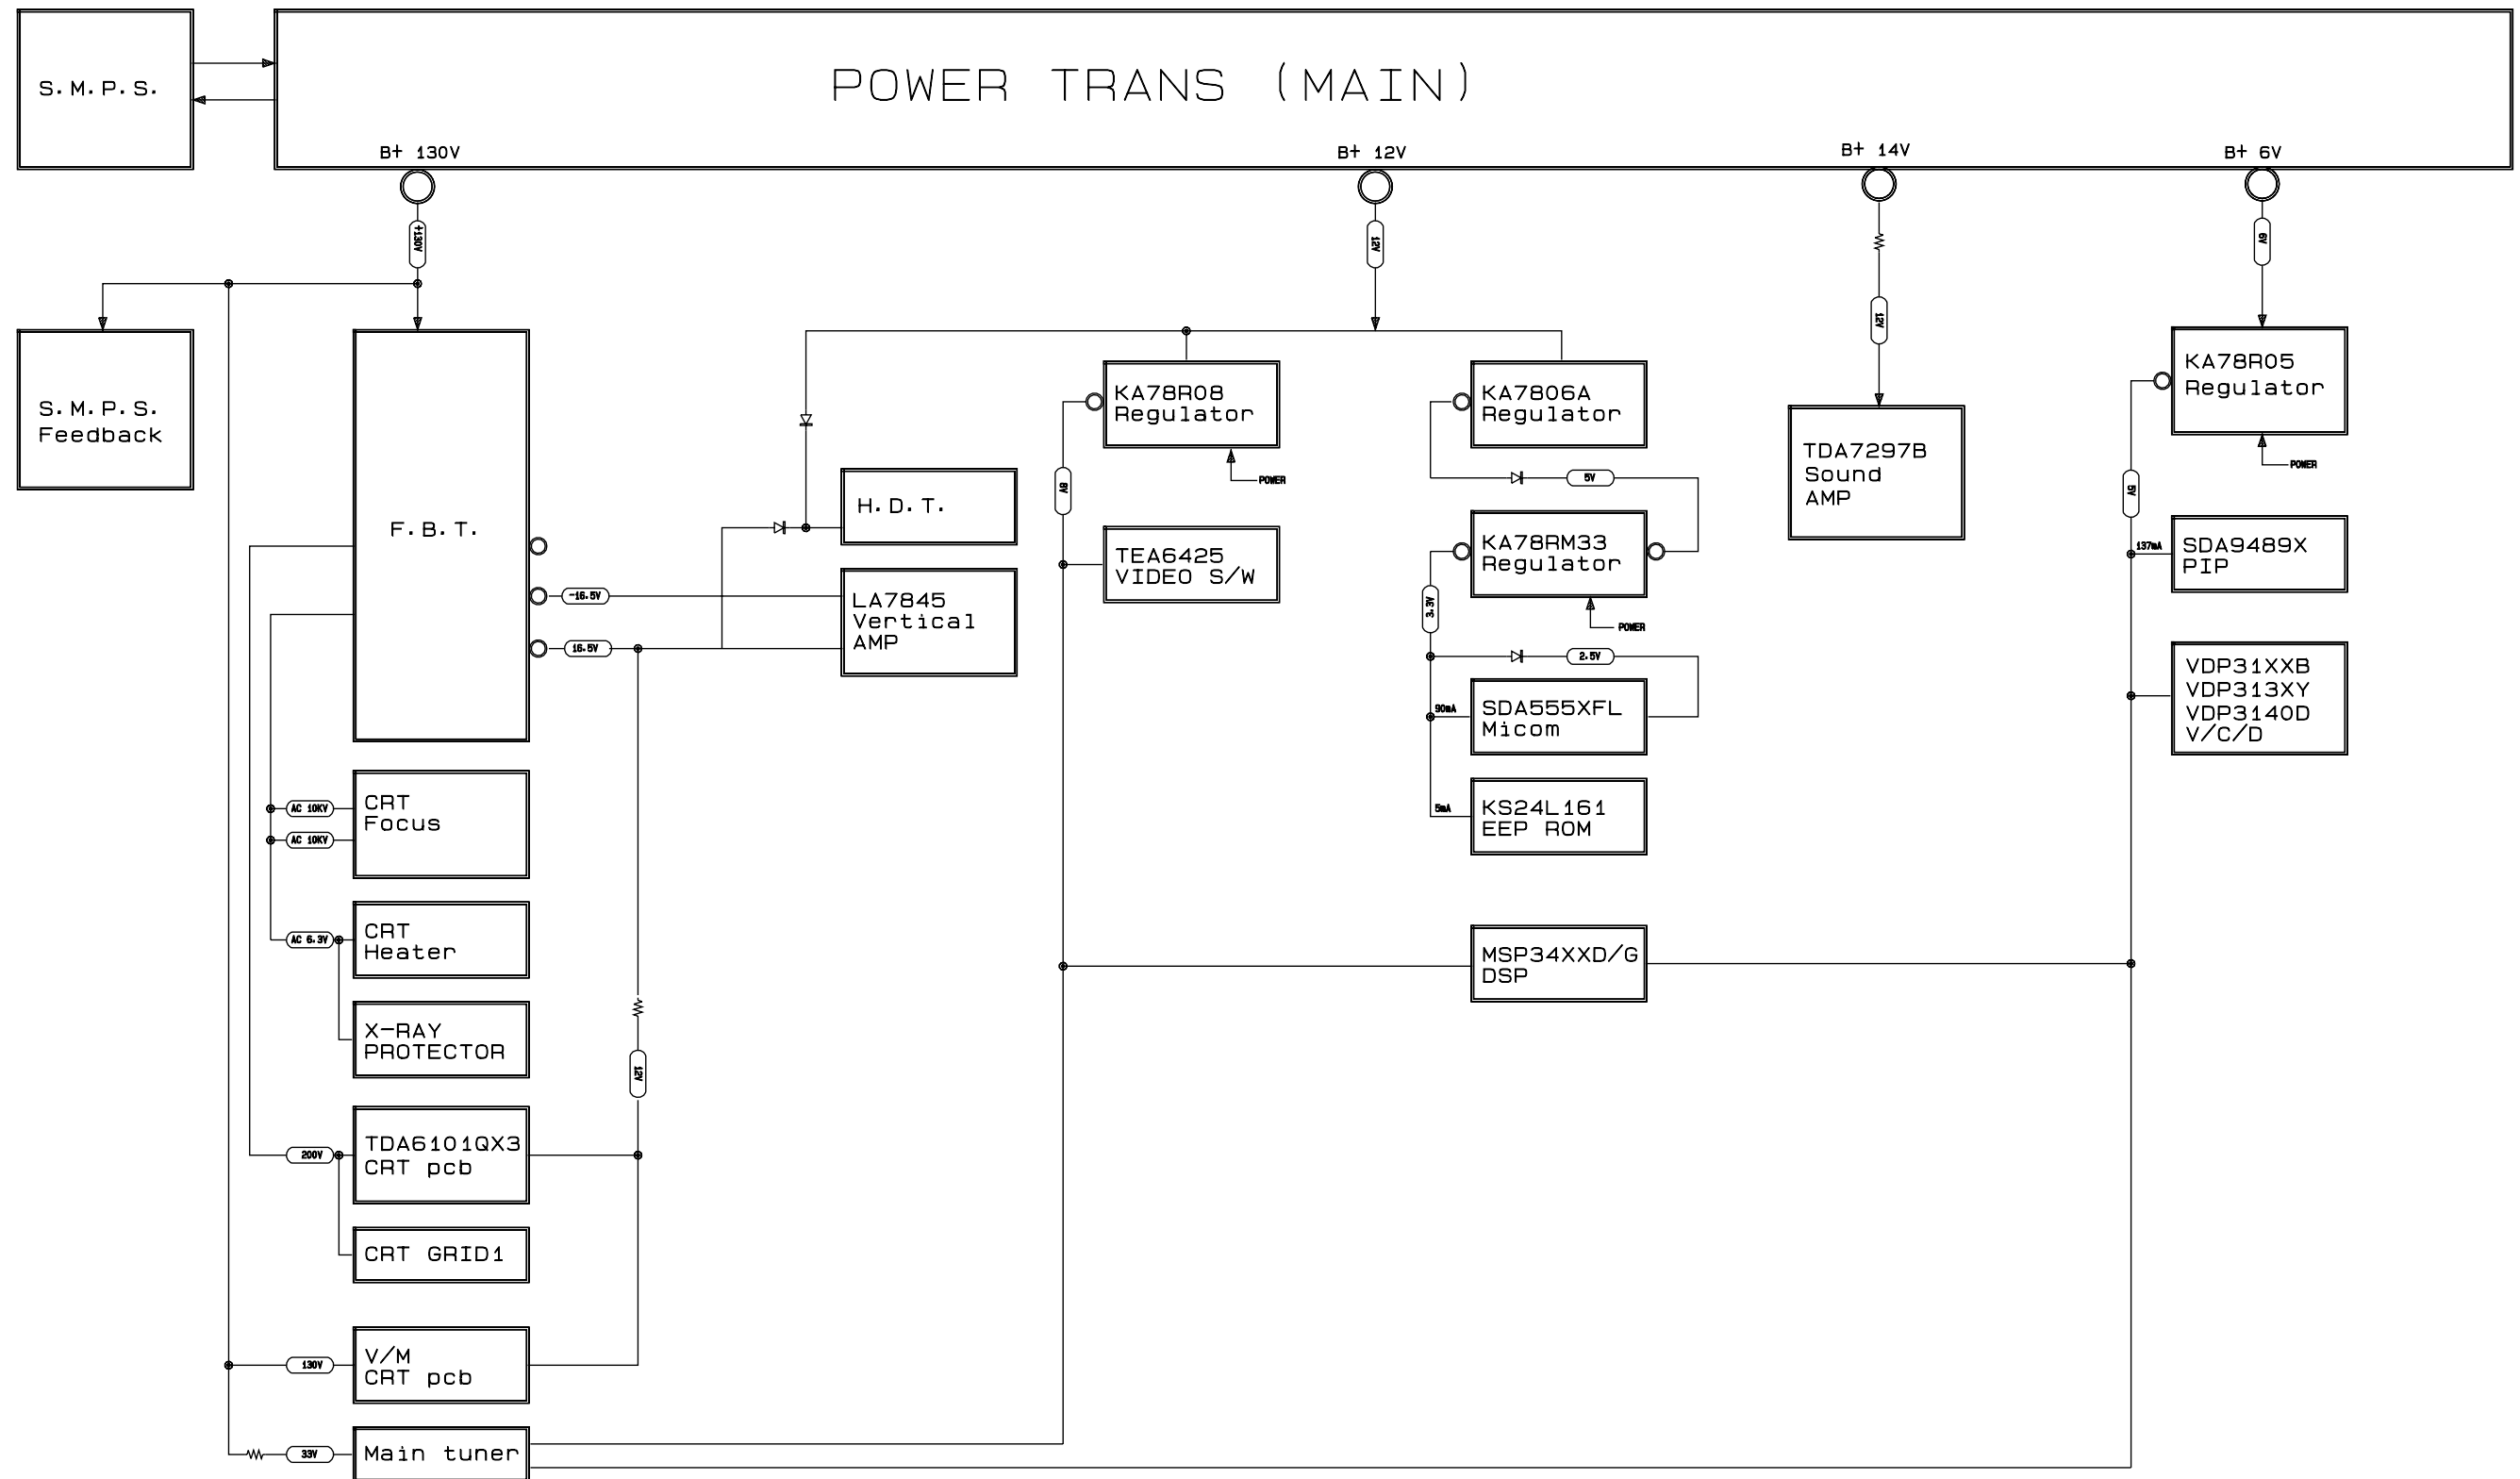 S.M.P.S.
POWER TRANS (MAIN)
B+ 130V
B+ 12V
B+ 14V
B+ 6V
+130V
12V
6V
12V
S.M.P.S.
Feedback
F.B.T.
-16.5V
16.5V
H.D.T.
LA7845
Vertical
AMP
KA78R08
Regulator
POWER
8V
TEA6425
VIDEO S/W
KA7806A
Regulator
5V
KA78RM33
Regulator
POWER
3.3V
2.5V
90mA
SDA555XFL
Micom
5mA
KS24L161
EEP ROM
TDA7297B
Sound
AMP
KA78R05
Regulator
POWER
5V
137mA
SDA9489X
PIP
VDP31XXB
VDP313XY
VDP3140D
V/C/D
AC 10KV
AC 10KV
CRT
Focus
AC 6.3V
CRT
Heater
MSP34XXD/G
DSP
X-RAY
PROTECTOR
12V
200V
TDA6101QX3
CRT pcb
CRT GRID1
130V
V/M
CRT pcb
33V
Main tuner